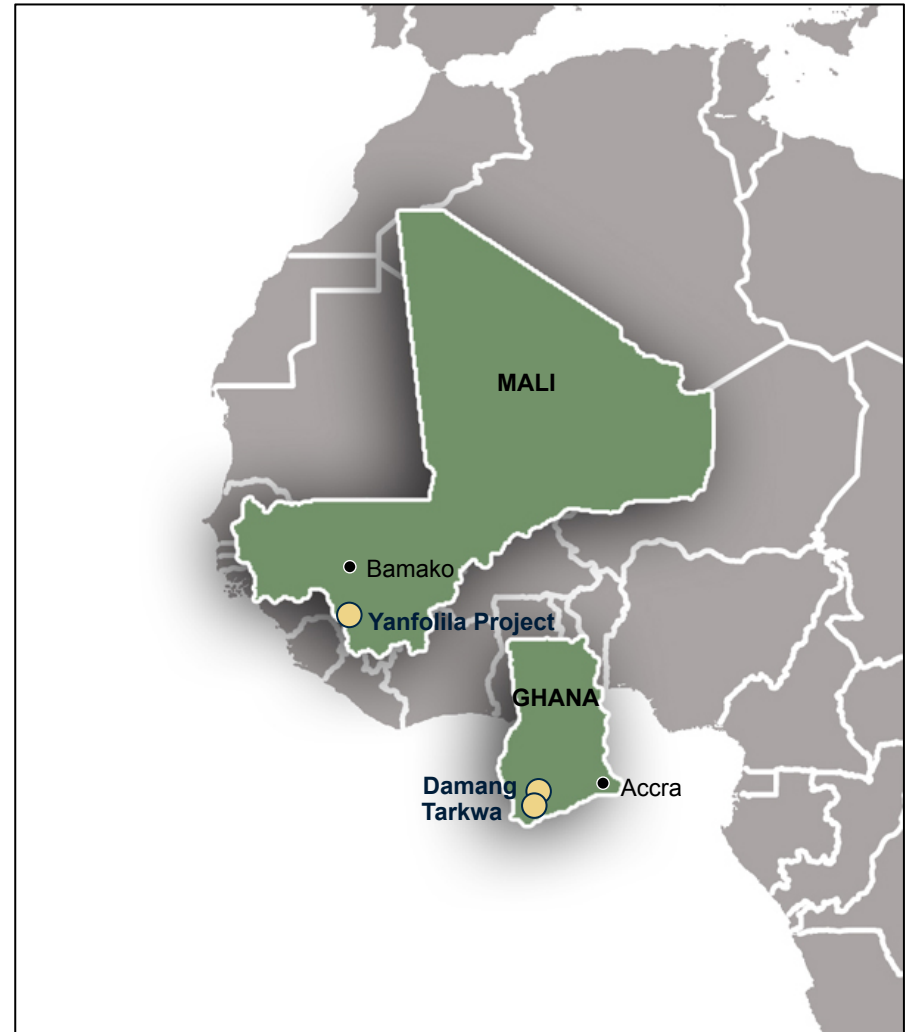 MALI
Bamako
Yanfolila Project
GHANA
Damang
Accra
Tarkwa